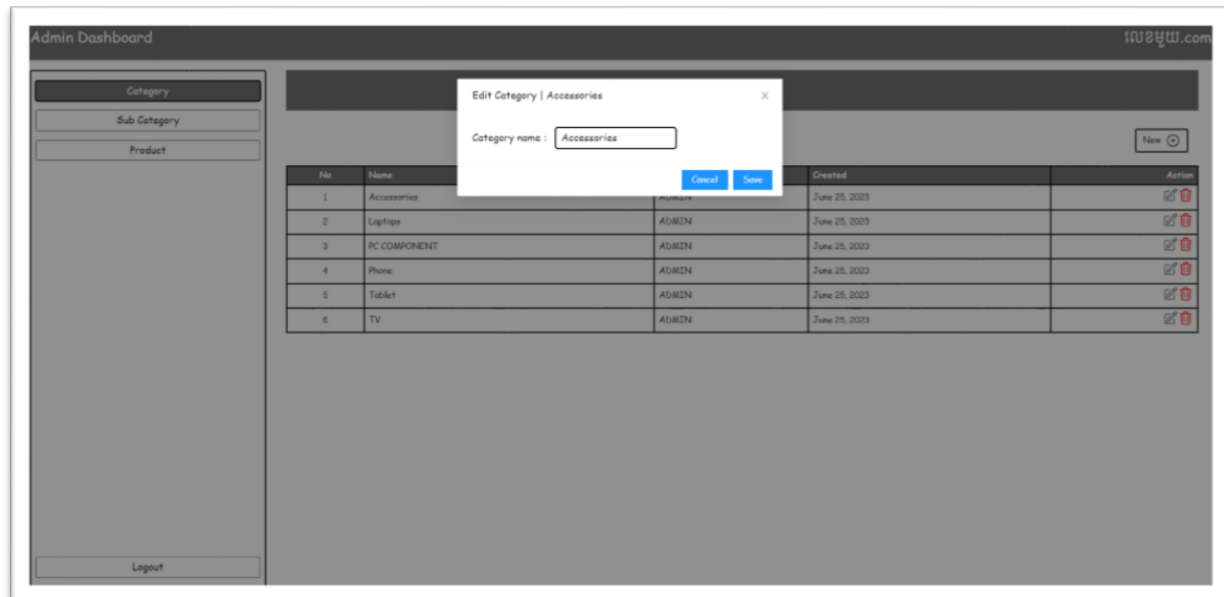 Admin Dashboard
លេខមួយ.com
Category
Sub Category
Product
Logout
Edit Category | Accessories
Category name : Accessories
Cancel Save
New
No Name Created Action
1 Accessories ADMIN June 25, 2023
2 Laptops ADMIN June 25, 2023
3 PC COMPONENT ADMIN June 25, 2023
4 Phone ADMIN June 25, 2023
5 Tablet ADMIN June 25, 2023
6 TV ADMIN June 25, 2023